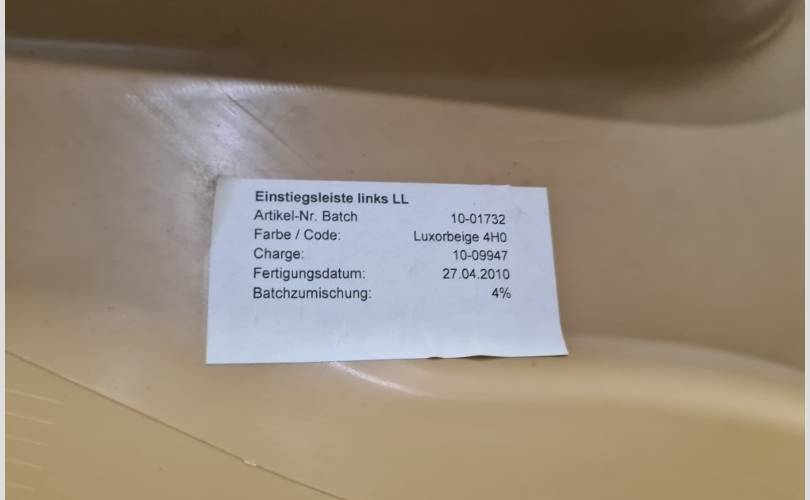 Einstiegsleiste links LL
Artikel-Nr. Batch 10-01732
Farbe / Code: Luxorbeige 4H0
Charge: 10-09947
Fertigungsdatum: 27.04.2010
Batchzumischung: 4%